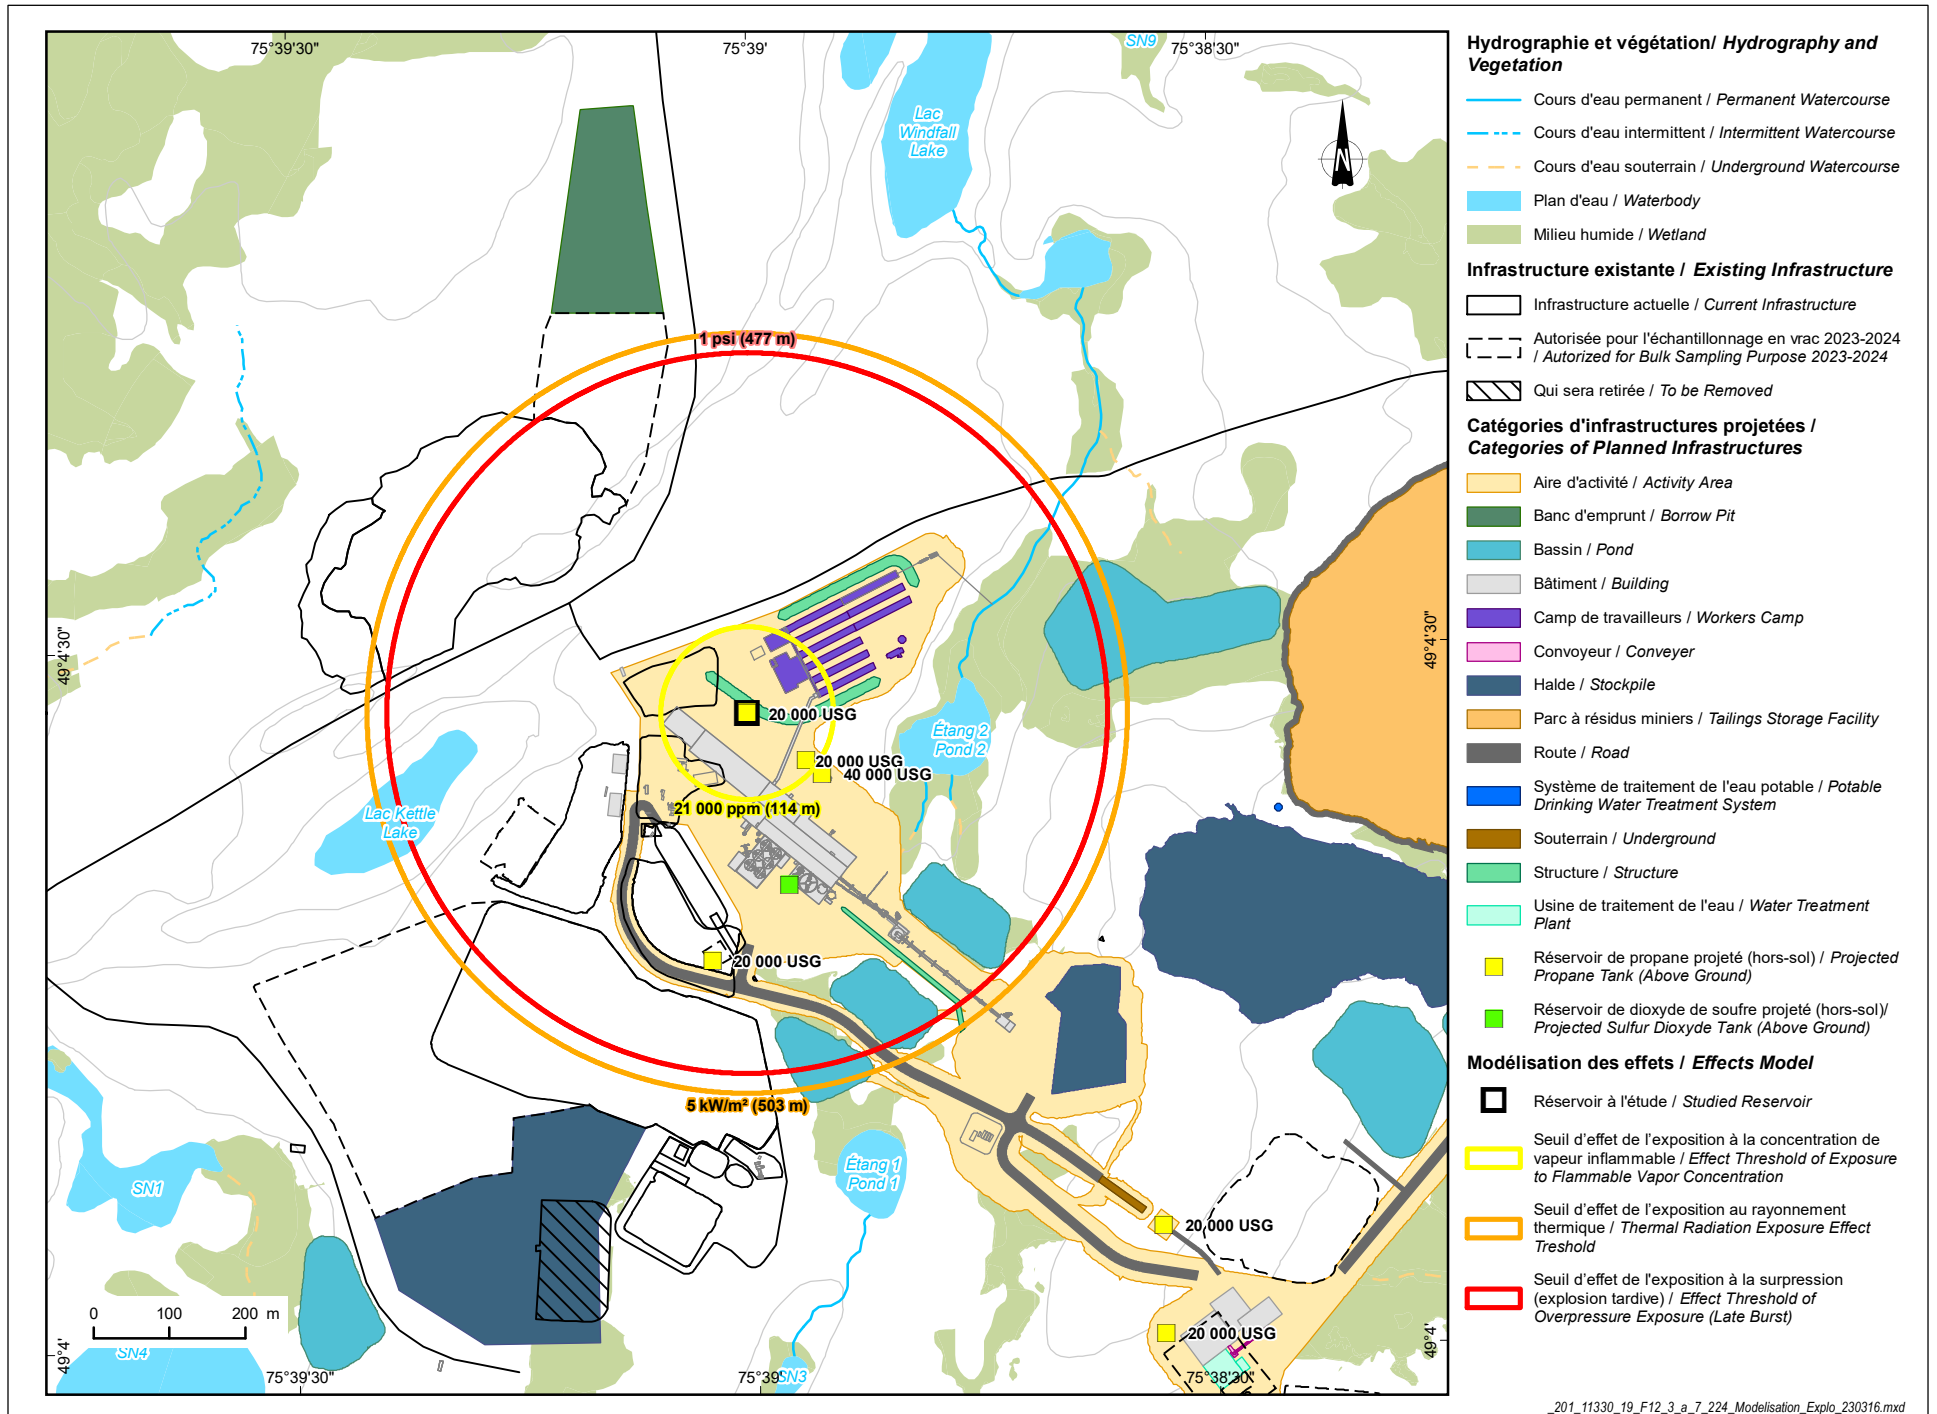 75°39'30"
75°39'
75°38'30"
SN9
Lac
Windfall
Lake
N
1 psi (477 m)
49°4'30"
49°4'30"
20 000 USG
20 000 USG
40 000 USG
Étang 2
Pond 2
21 000 ppm (114 m)
Lac Kettle
Lake
20 000 USG
5 kW/m² (503 m)
Étang 1
Pond 1
SN1
20 000 USG
20 000 USG
0 100 200 m
SN4
SN3
49°4'
49°4'
75°39'30"
75°39'
75°38'30"
Hydrographie et végétation/ Hydrography and
Vegetation
Cours d'eau permanent / Permanent Watercourse
Cours d'eau intermittent / Intermittent Watercourse
Cours d'eau souterrain / Underground Watercourse
Plan d'eau / Waterbody
Milieu humide / Wetland
Infrastructure existante / Existing Infrastructure
Infrastructure actuelle / Current Infrastructure
Autorisée pour l'échantillonnage en vrac 2023-2024
/ Autorized for Bulk Sampling Purpose 2023-2024
Qui sera retirée / To be Removed
Catégories d'infrastructures projetées /
Categories of Planned Infrastructures
Aire d'activité / Activity Area
Banc d'emprunt / Borrow Pit
Bassin / Pond
Bâtiment / Building
Camp de travailleurs / Workers Camp
Convoyeur / Conveyer
Halde / Stockpile
Parc à résidus miniers / Tailings Storage Facility
Route / Road
Système de traitement de l'eau potable / Potable
Drinking Water Treatment System
Souterrain / Underground
Structure / Structure
Usine de traitement de l'eau / Water Treatment
Plant
Réservoir de propane projeté (hors-sol) / Projected
Propane Tank (Above Ground)
Réservoir de dioxyde de soufre projeté (hors-sol)/
Projected Sulfur Dioxyde Tank (Above Ground)
Modélisation des effets / Effects Model
Réservoir à l'étude / Studied Reservoir
Seuil d'effet de l'exposition à la concentration de
vapeur inflammable / Effect Threshold of Exposure
to Flammable Vapor Concentration
Seuil d'effet de l'exposition au rayonnement
thermique / Thermal Radiation Exposure Effect
Treshold
Seuil d'effet de l'exposition à la surpression
(explosion tardive) / Effect Threshold of
Overpressure Exposure (Late Burst)
_201_11330_19_F12_3_a_7_224_Modelisation_Explo_230316.mxd